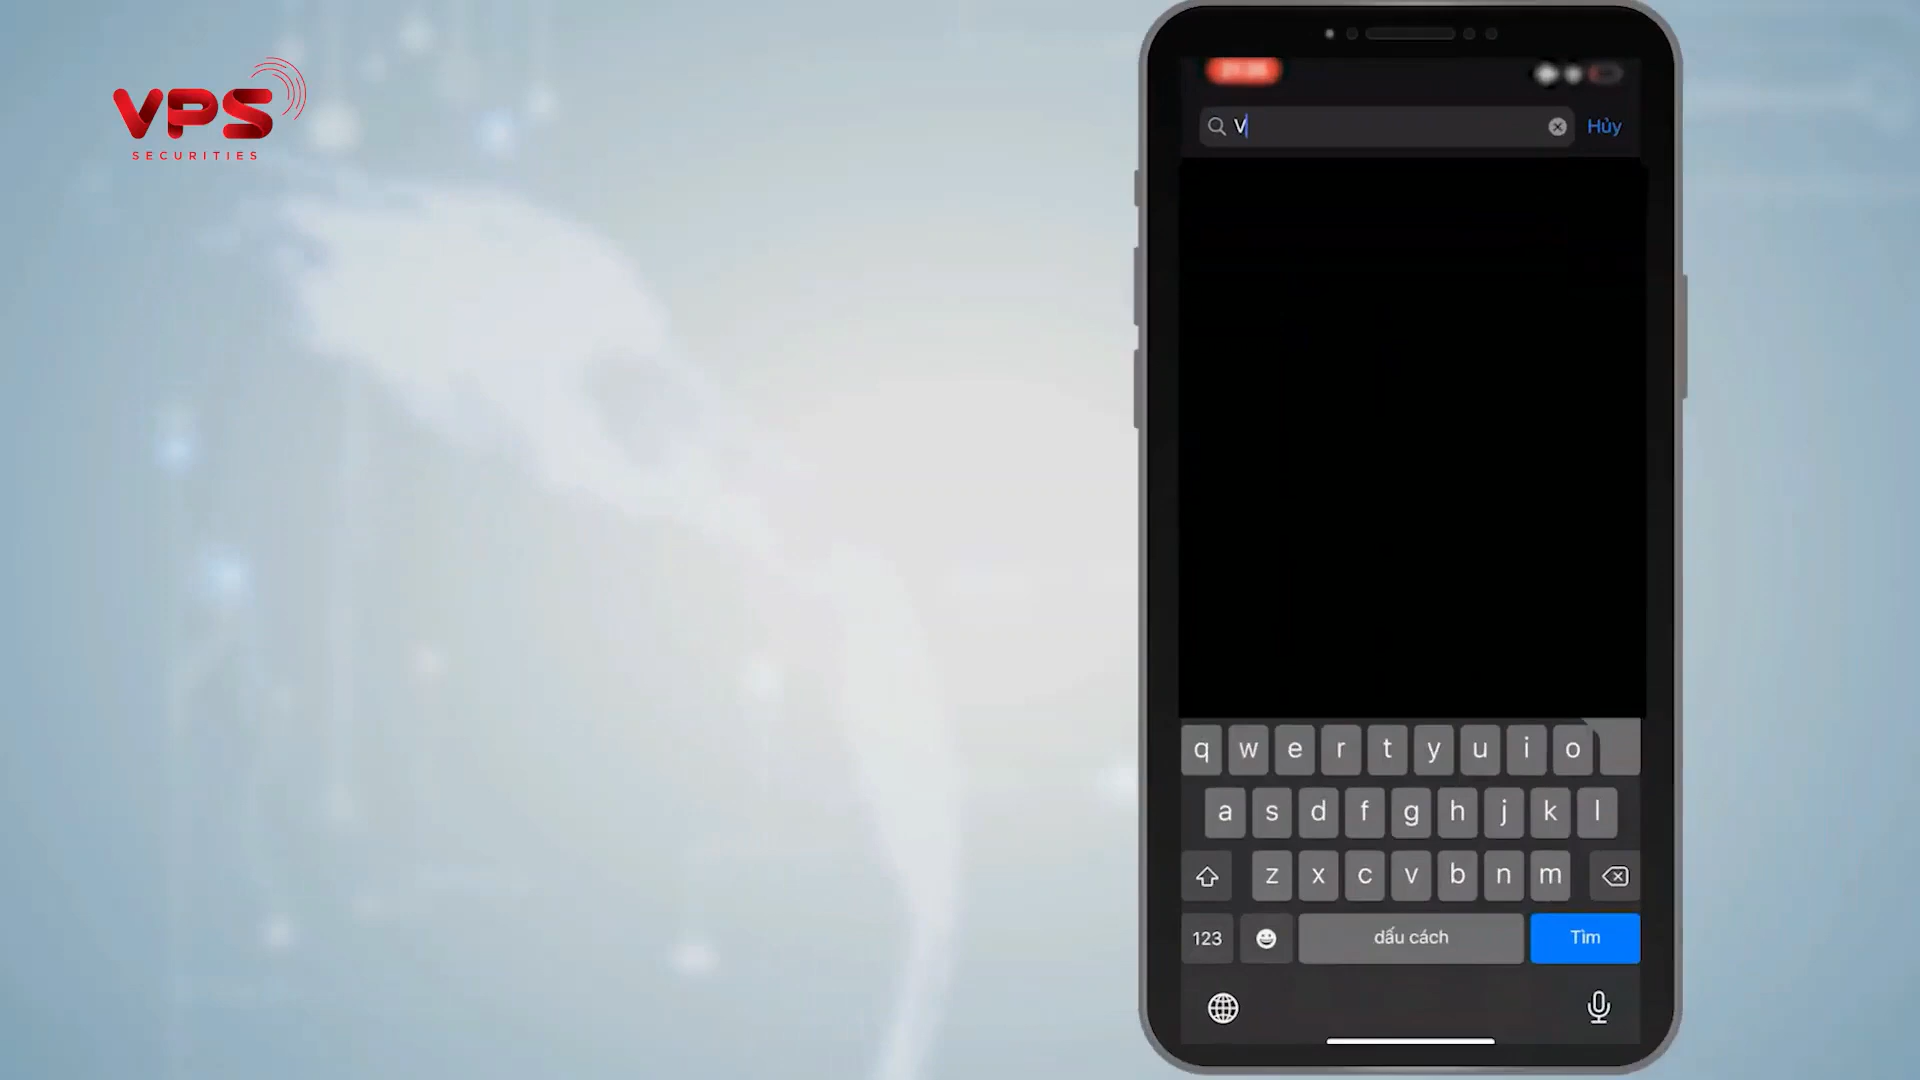 VPS
SECURITIES
V
Hủy
q w e r t y u i o
a s d f g h j k l
z x c v b n m
123
dấu cách
Tìm